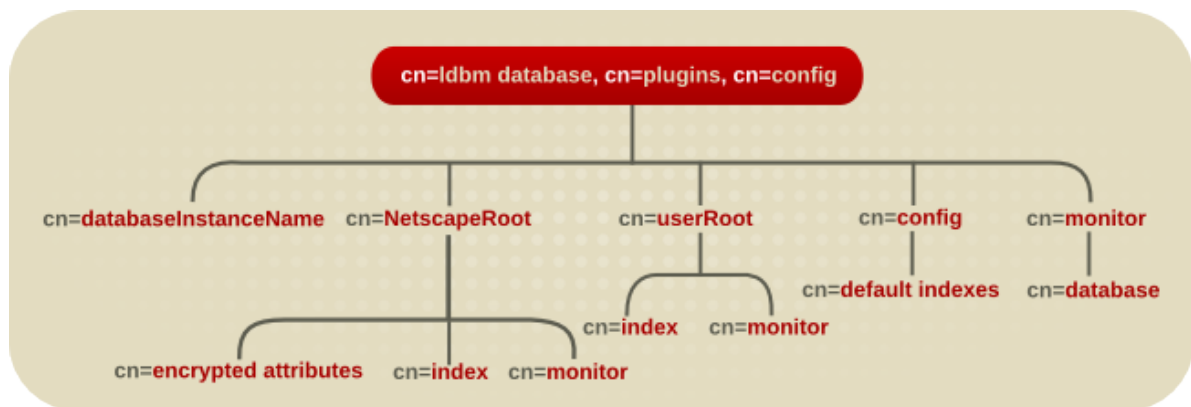 cn=ldbm database, cn=plugins, cn=config
cn=databaseInstanceName cn=NetscapeRoot cn=userRoot cn=config cn=monitor
cn=default indexes cn=database
cn=index cn=monitor
cn=encrypted attributes cn=index cn=monitor